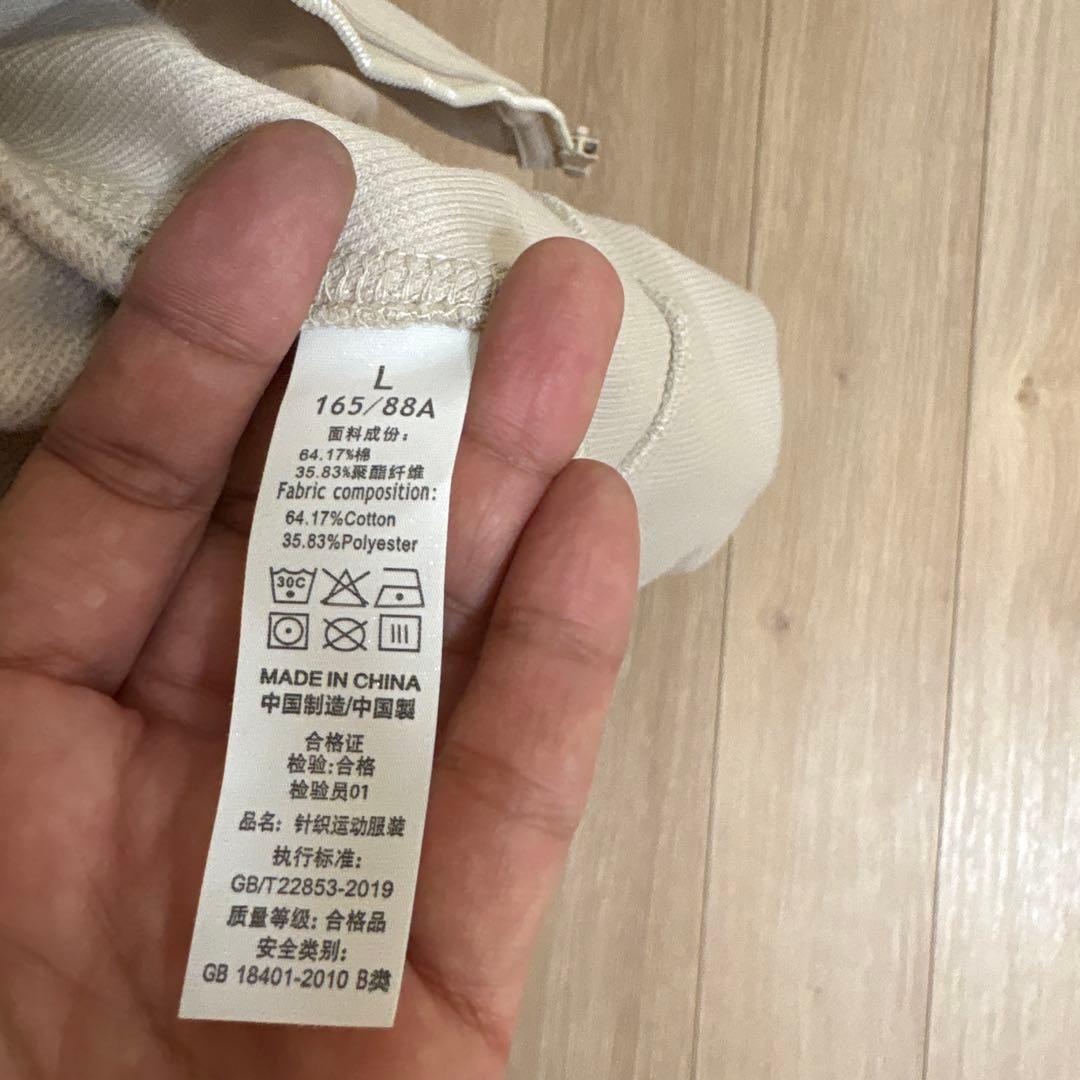 L
165/88A
面料成份:
64.17%棉
35.83%聚酯纤维
Fabric composition:
64.17%Cotton
35.83%Polyester
30C
MADE IN CHINA
中国制造/中国製
合格证
检验:合格
检验员01
品名: 针织运动服装
执行标准:
GB/T22853-2019
质量等级: 合格品
安全类别:
GB 18401-2010 B类